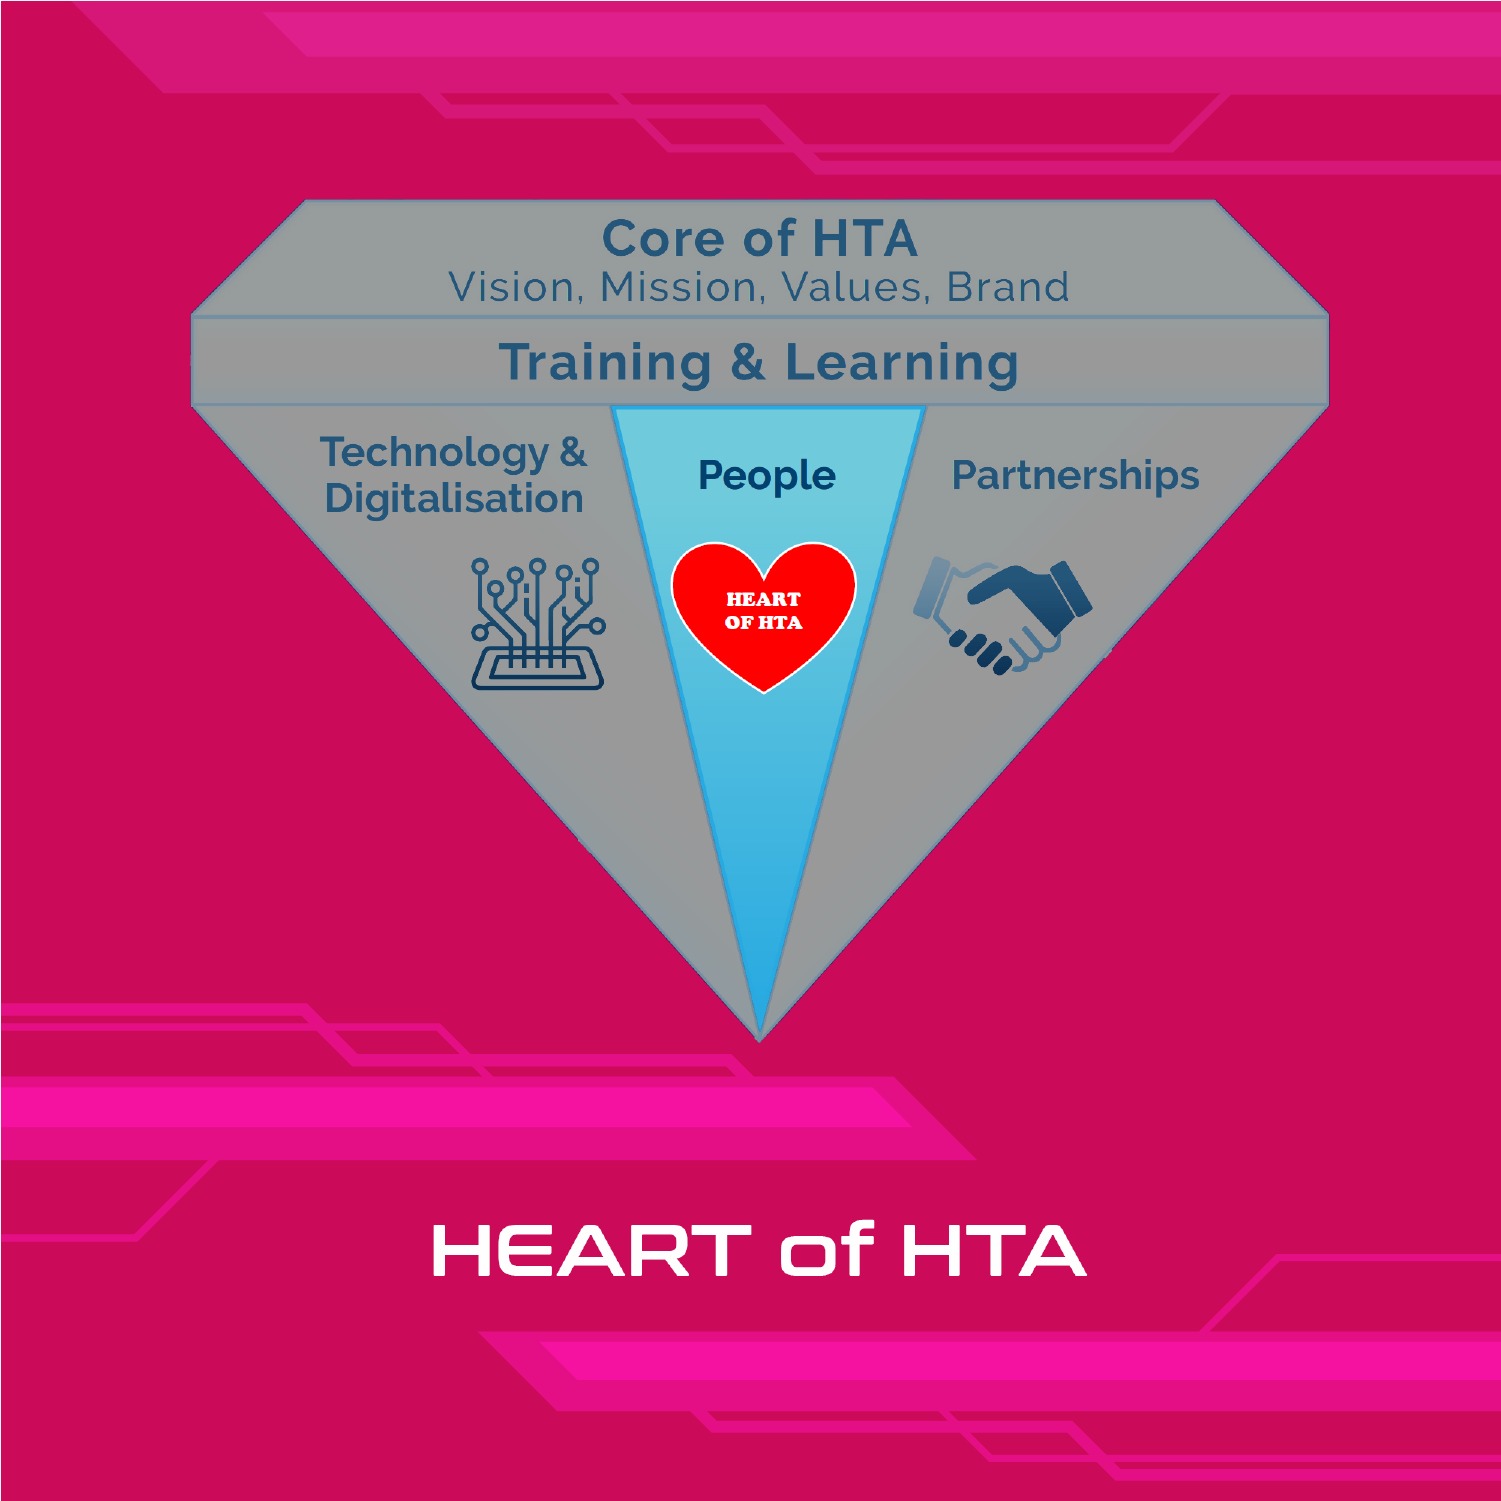 Core of HTA
Vision, Mission, Values, Brand
Training & Learning
Technology &
Digitalisation
People
Partnerships
HEART
OF HTA
HEART of HTA